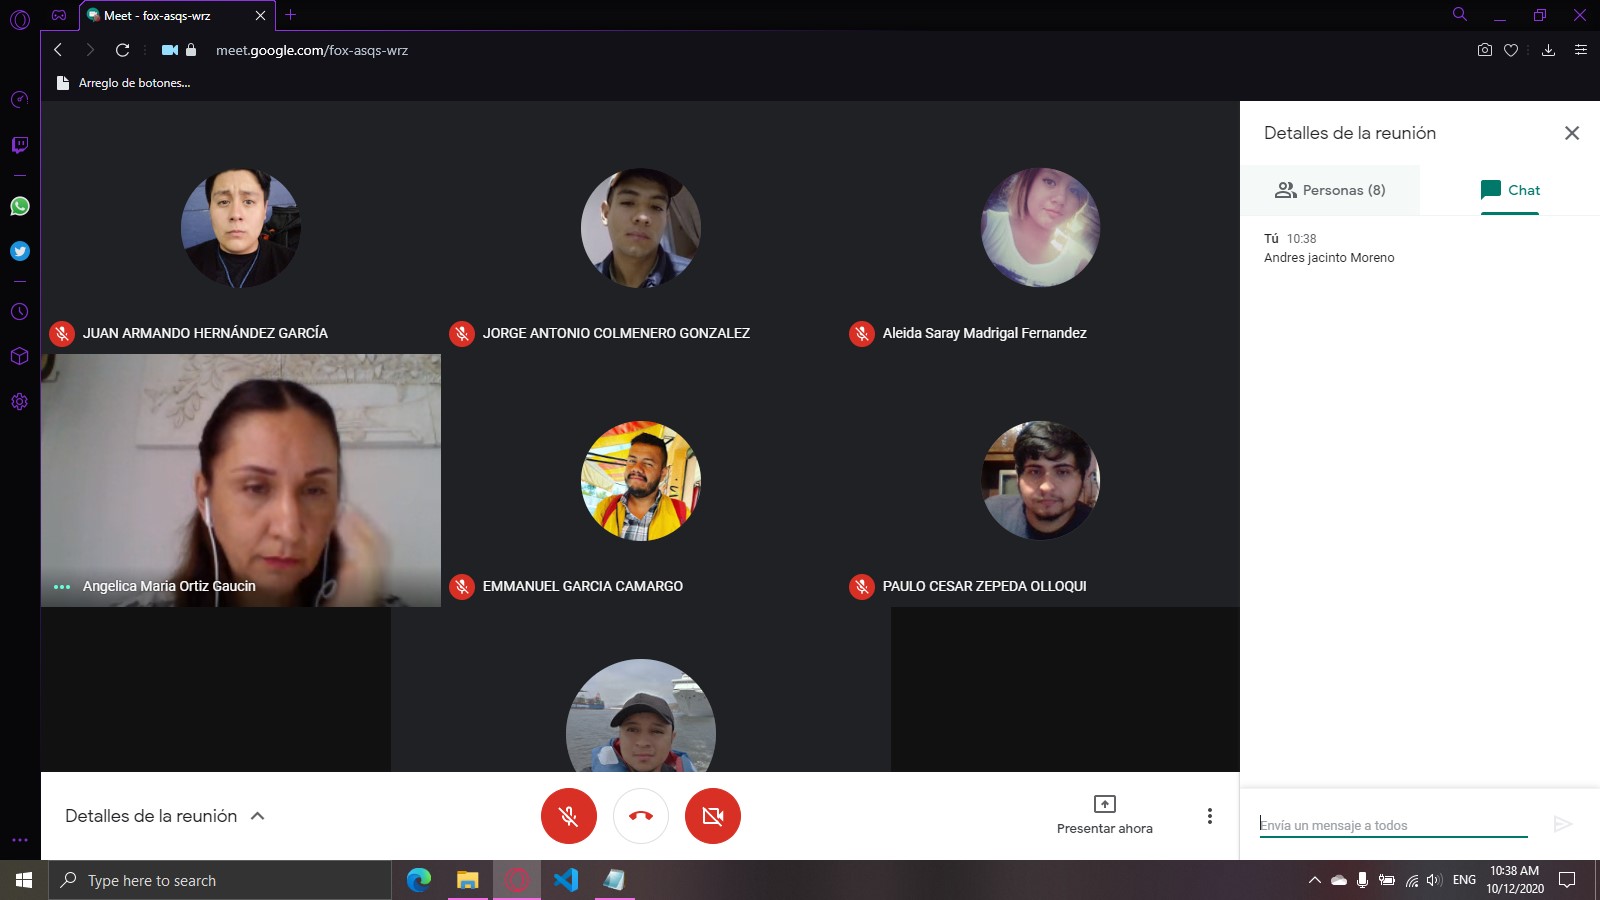 Meet - fox-asqs-wrz
meet.google.com/fox-asqs-wrz
Arreglo de botones...
JUAN ARMANDO HERNÁNDEZ GARCÍA
JORGE ANTONIO COLMENERO GONZALEZ
Aleida Saray Madrigal Fernandez
Angelica Maria Ortiz Gaucin
EMMANUEL GARCIA CAMARGO
PAULO CESAR ZEPEDA OLLOQUI
Detalles de la reunión
Presentar ahora
Detalles de la reunión
Personas (8)
Chat
Tú 10:38
Andres jacinto Moreno
Envía un mensaje a todos
Type here to search
ENG
10:38 AM
10/12/2020